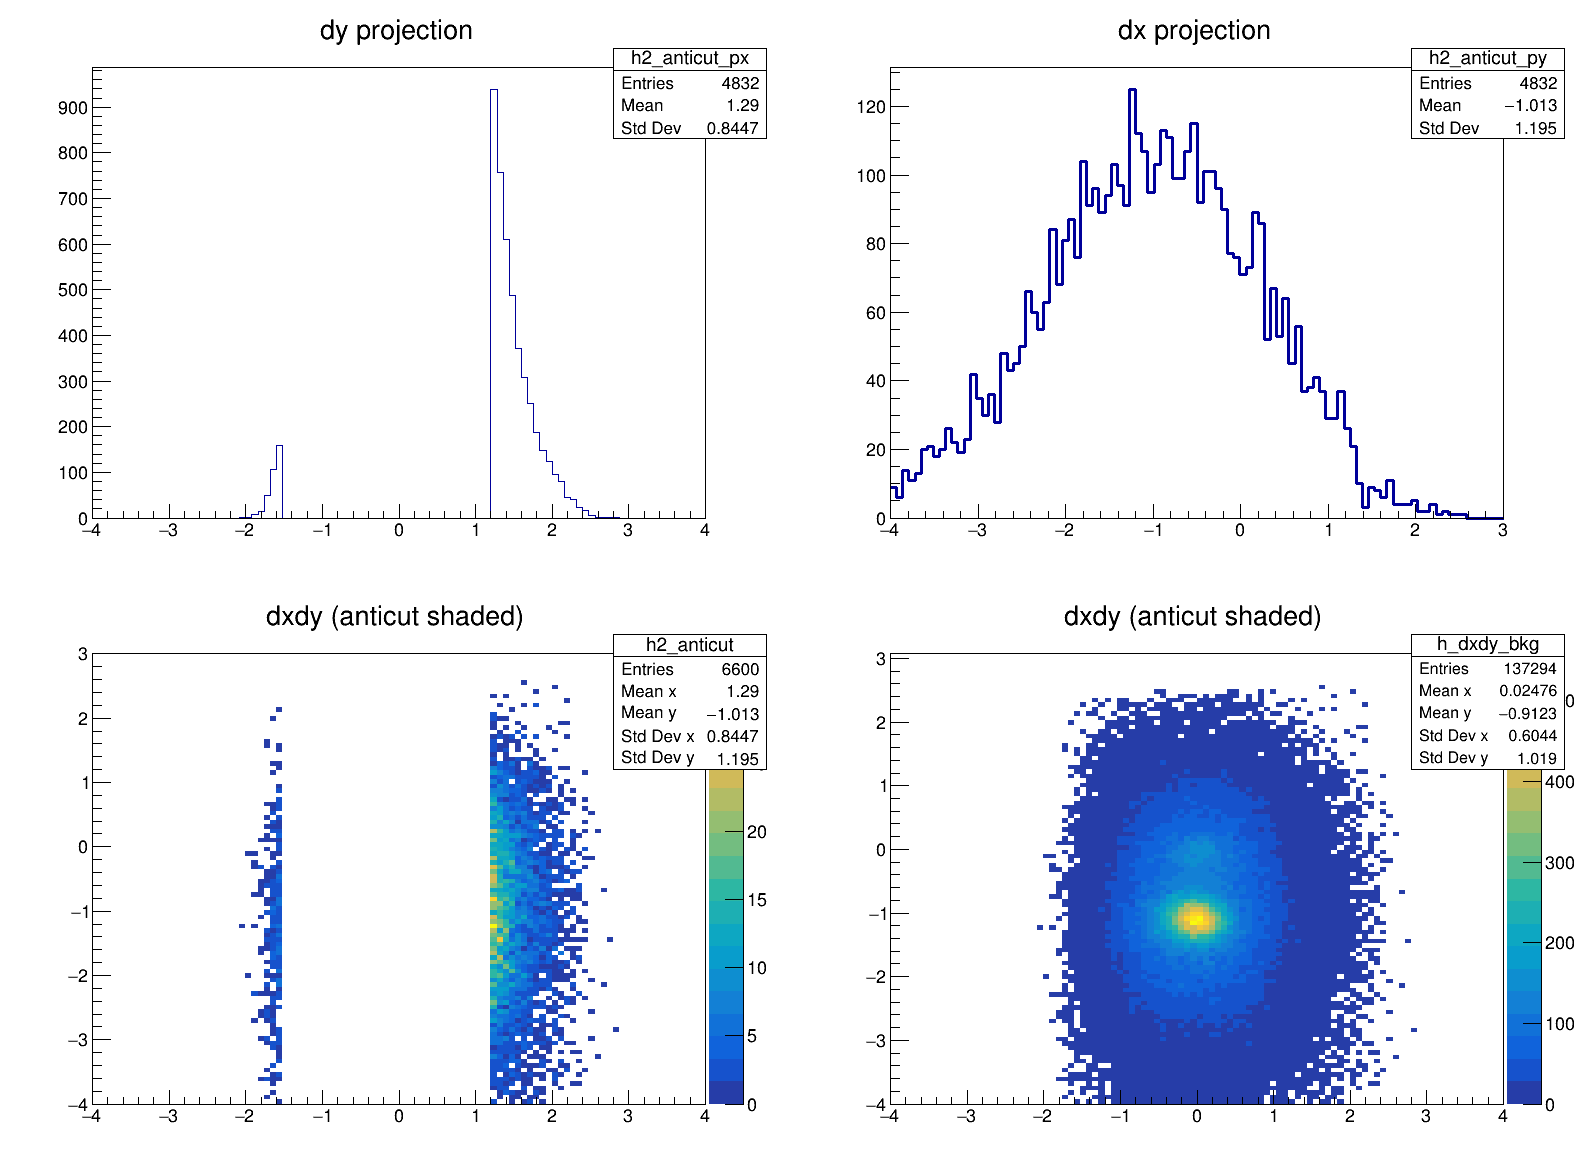 dy projection
h2_anticut_px
Entries 4832
Mean 1.29
Std Dev 0.8447
900
800
700
600
500
400
300
200
100
0
−4 −3 −2 −1 0 1 2 3 4
dx projection
h2_anticut_py
Entries 4832
Mean −1.013
Std Dev 1.195
120
100
80
60
40
20
0
−4 −3 −2 −1 0 1 2 3
dxdy (anticut shaded)
h2_anticut
Entries 6600
Mean x 1.29
Mean y −1.013
Std Dev x 0.8447
Std Dev y 1.195
3
2
1
0
−1
−2
−3
−4
−4 −3 −2 −1 0 1 2 3 4
20
15
10
5
0
dxdy (anticut shaded)
h_dxdy_bkg
Entries 137294
Mean x 0.02476
Mean y −0.9123
Std Dev x 0.6044
Std Dev y 1.019
3
2
1
0
−1
−2
−3
−4
−4 −3 −2 −1 0 1 2 3 4
0
400
300
200
100
0